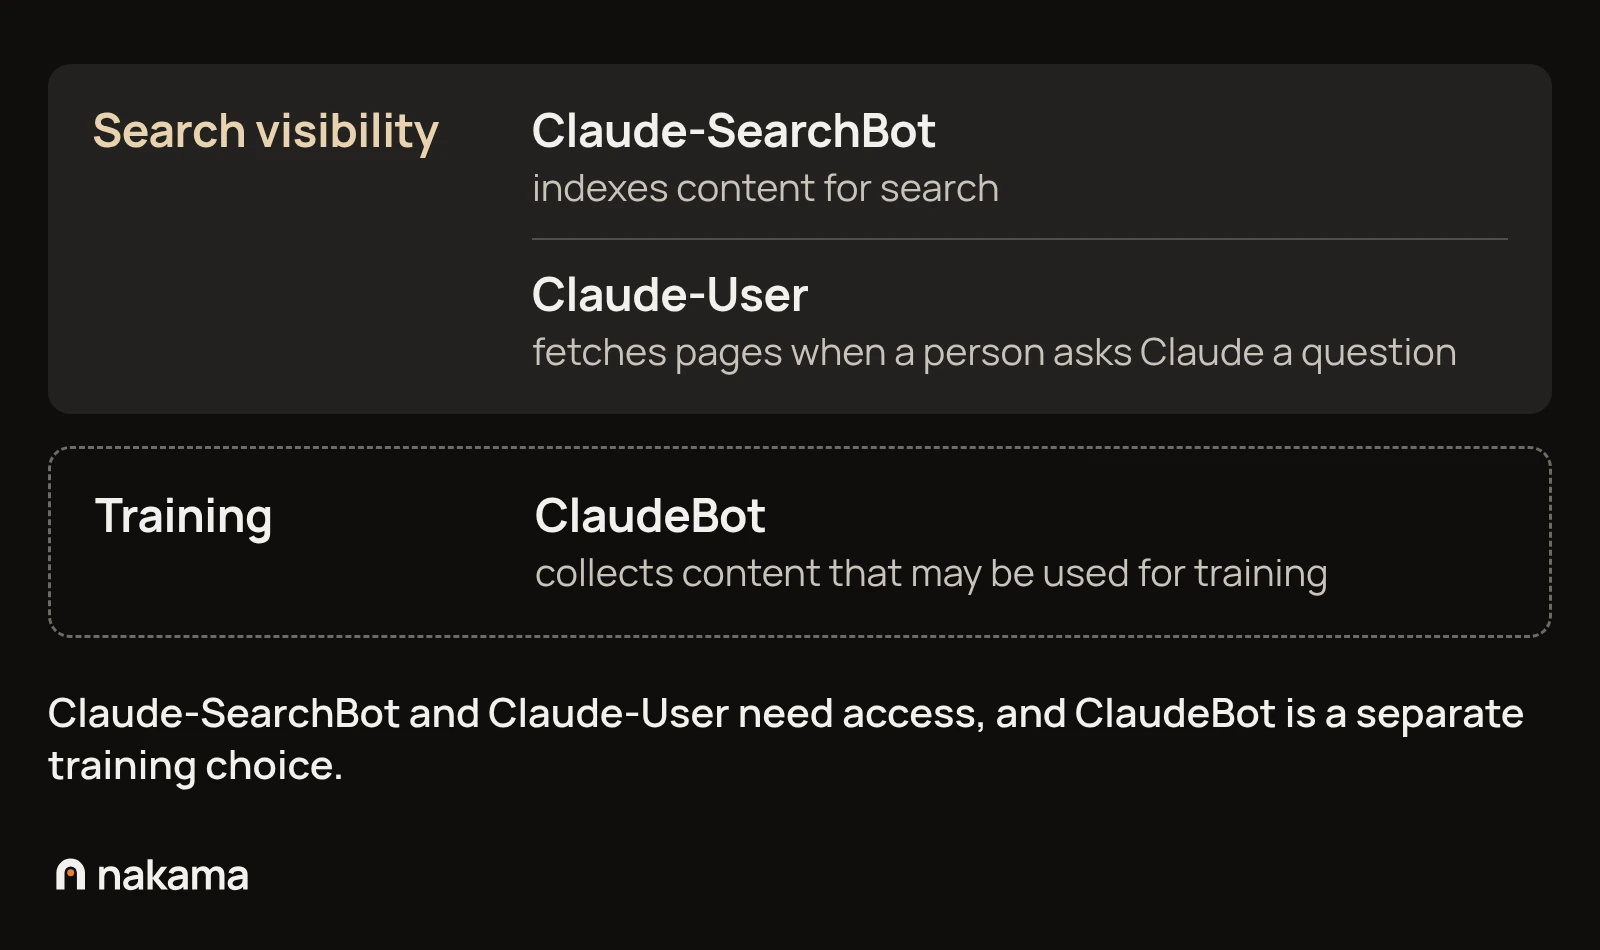 Search visibility
Claude-SearchBot
indexes content for search
Claude-User
fetches pages when a person asks Claude a question
Training
ClaudeBot
collects content that may be used for training
Claude-SearchBot and Claude-User need access, and ClaudeBot is a separate
training choice.
nakama